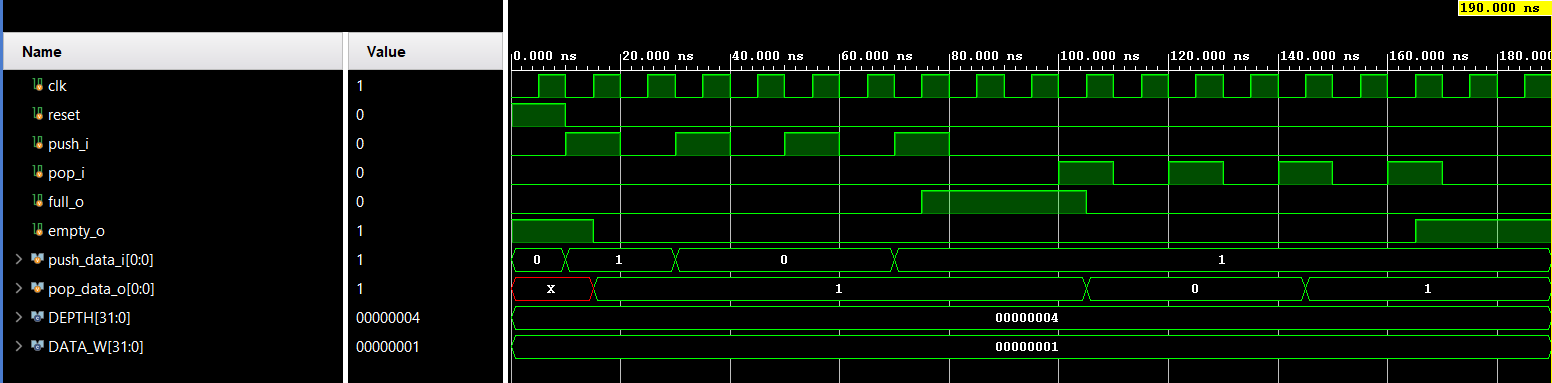 190.000 ns
Name Value
0.000 ns 20.000 ns 40.000 ns 60.000 ns 80.000 ns 100.000 ns 120.000 ns 140.000 ns 160.000 ns 180.000
clk 1
reset 0
push_i 0
pop_i 0
full_o 0
empty_o 1
push_data_i[0:0] 1 0 1 0 1
pop_data_o[0:0] 1 X 1 0 1
DEPTH[31:0] 00000004 00000004
DATA_W[31:0] 00000001 00000001